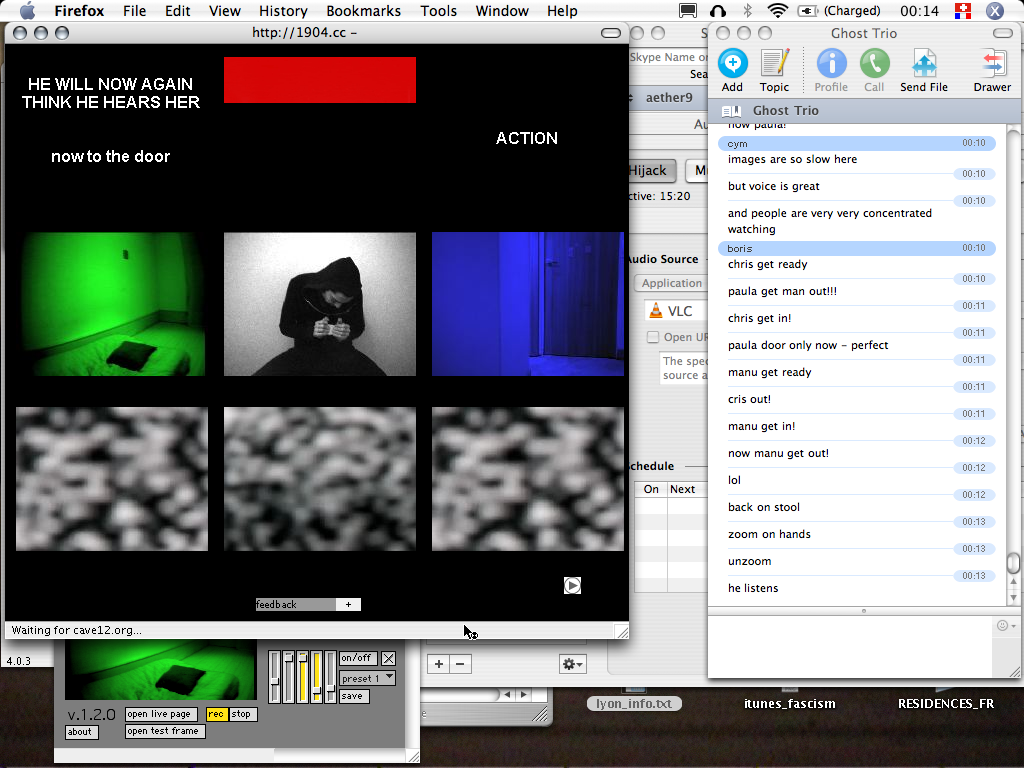 Firefox File Edit View History Bookmarks Tools Window Help (Charged) 00:14
http://1904.cc –
HE WILL NOW AGAIN
THINK HE HEARS HER
now to the door
ACTION
feedback +
Waiting for cave12.org...
4.0.3
v.1.2.0
about
open live page
open test frame
rec stop
on/off
preset 1
save
S
Skype Name or
Sea
aether9
Au
Hijack M
ctive: 15:20
Audio Source
Application
VLC
Open UR
The spec
source a
chedule
On Next
+ −
e
Ghost Trio
Add Topic Profile Call Send File Drawer
Ghost Trio
now paula!
cym 00:10
images are so slow here
00:10
but voice is great
00:10
and people are very very concentrated
watching
boris 00:10
chris get ready
00:10
paula get man out!!!
00:11
chris get in!
00:11
paula door only now – perfect
00:11
manu get ready
00:11
cris out!
00:11
manu get in!
00:12
now manu get out!
00:12
lol
00:12
back on stool
00:13
zoom on hands
00:13
unzoom
00:13
he listens
lyon_info.txt
itunes_fascism
RESIDENCES_FR